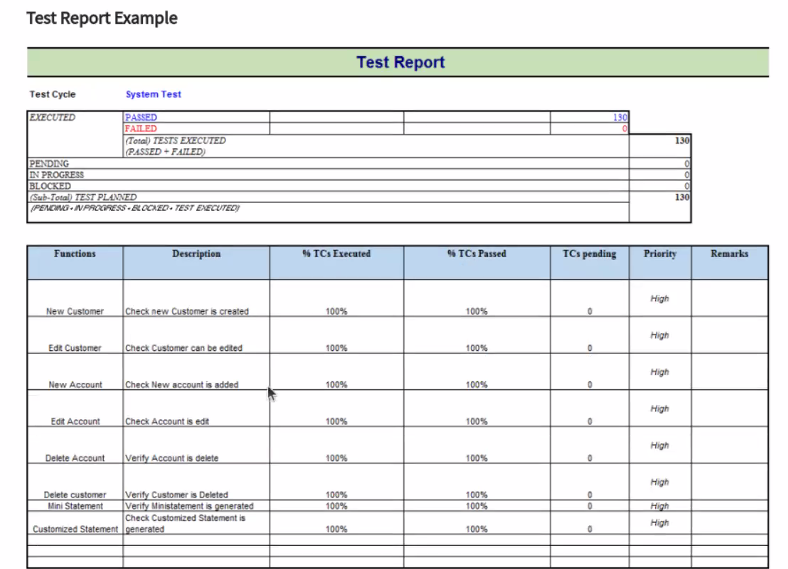 Test Report Example
Test Report
Test Cycle System Test
EXECUTED PASSED 130
FAILED 0
(Total) TESTS EXECUTED 130
(PASSED + FAILED)
PENDING 0
IN PROGRESS 0
BLOCKED 0
(Sub-Total) TEST PLANNED 130
(PENDING + IN PROGRESS + BLOCKED + TEST EXECUTED)
Functions Description % TCs Executed % TCs Passed TCs pending Priority Remarks
New Customer Check new Customer is created 100% 100% 0 High
Edit Customer Check Customer can be edited 100% 100% 0 High
New Account Check New account is added 100% 100% 0 High
Edit Account Check Account is edit 100% 100% 0 High
Delete Account Verify Account is delete 100% 100% 0 High
Delete customer Verify Customer is Deleted 100% 100% 0 High
Mini Statement Verify Ministatement is generated 100% 100% 0 High
Customized Statement Check Customized Statement is
generated 100% 100% 0 High